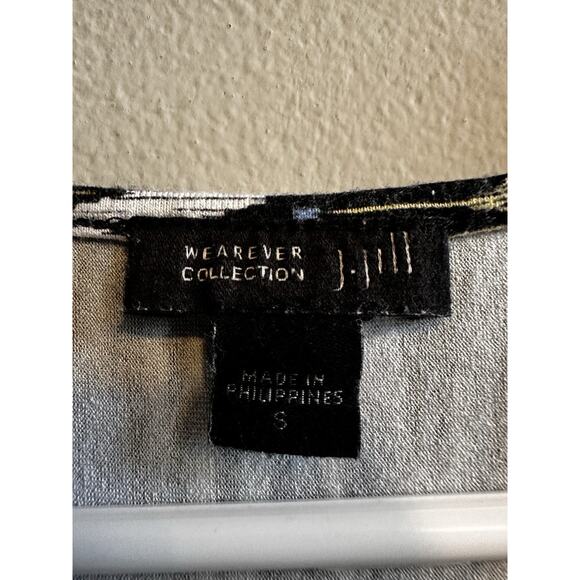 WEAREVER
COLLECTION
J.Jill
MADE IN
PHILIPPINES
S